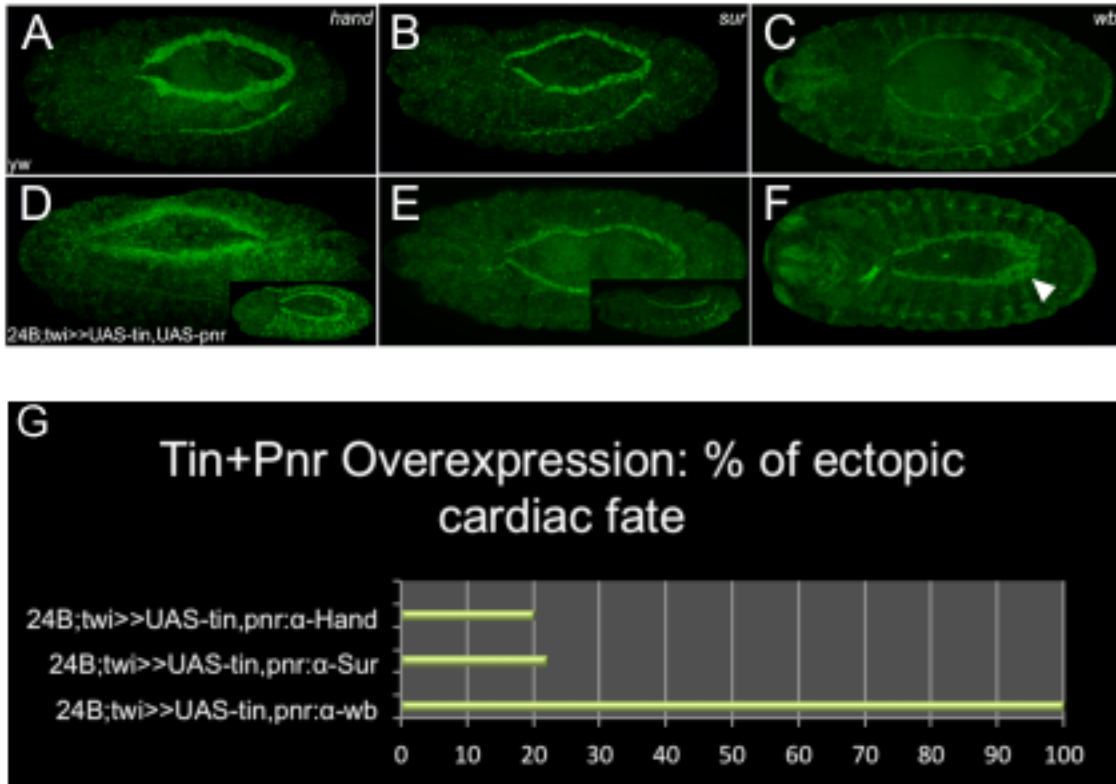 A
hand
B
sur
C
wb
yw
D
E
F
24B;twi>>UAS-tin,UAS-pnr
G
Tin+Pnr Overexpression: % of ectopic
cardiac fate
24B;twi>>UAS-tin,pnr:α-Hand
24B;twi>>UAS-tin,pnr:α-Sur
24B;twi>>UAS-tin,pnr:α-wb
0 10 20 30 40 50 60 70 80 90 100